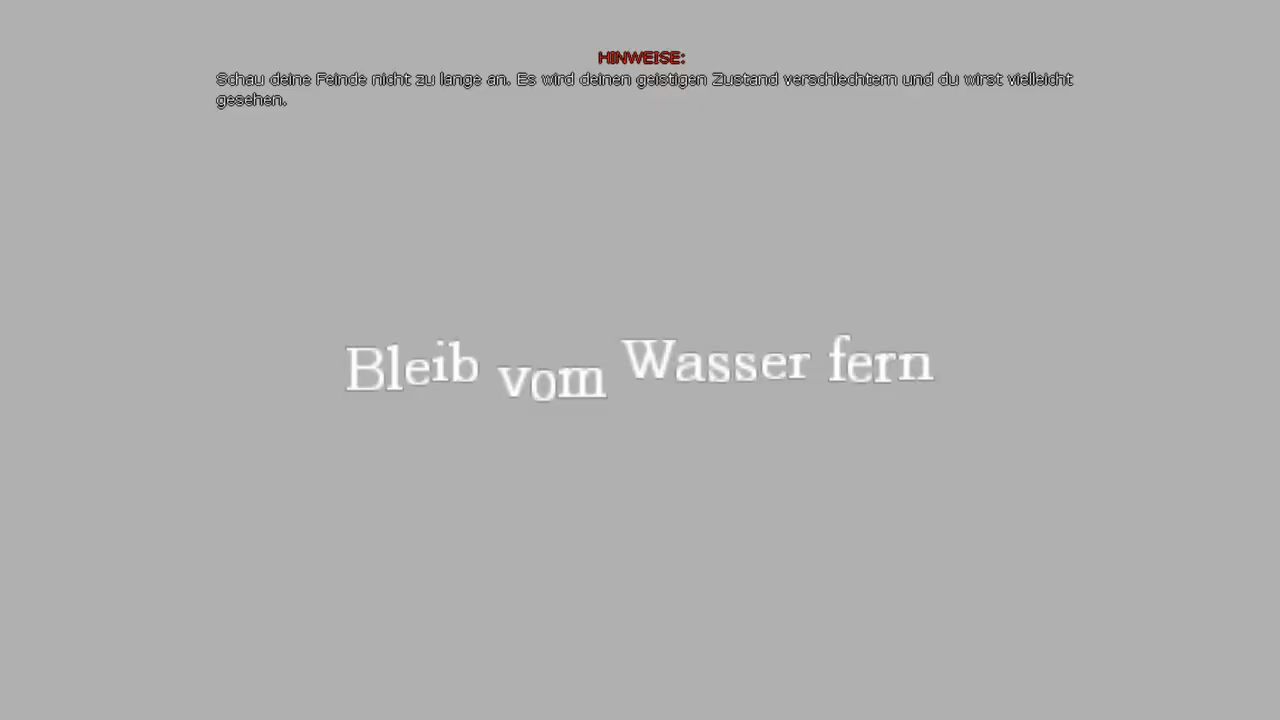 HINWEISE:
Schau deine Feinde nicht zu lange an. Es wird deinen geistigen Zustand verschlechtern und du wirst vielleicht
gesehen.
Bleib vom Wasser fern